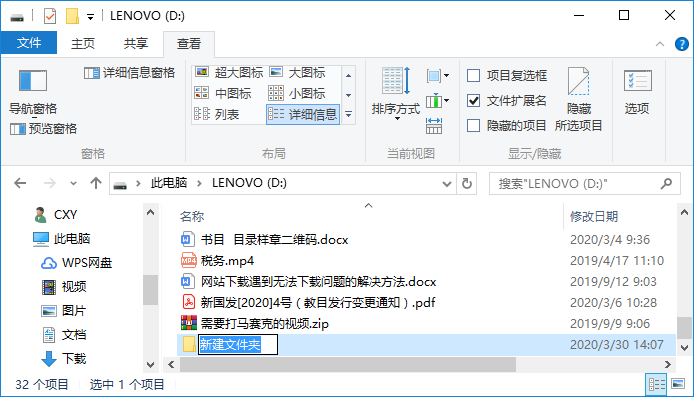 LENOVO (D:)
文件 主页 共享 查看
导航窗格
预览窗格
详细信息窗格
窗格
超大图标 大图标
中图标 小图标
列表 详细信息
布局
排序方式
当前视图
项目复选框
文件扩展名
隐藏的项目
隐藏
所选项目
显示/隐藏
选项
此电脑 LENOVO (D:)
搜索"LENOVO (D:)"
CXY
此电脑
WPS网盘
视频
图片
文档
下载
名称 修改日期
书目 目录样章二维码.docx 2020/3/4 9:36
税务.mp4 2019/4/17 11:10
网站下载遇到无法下载问题的解决方法.docx 2019/9/12 9:03
新国发[2020]4号（教目发行变更通知）.pdf 2020/3/6 10:28
需要打马赛克的视频.zip 2019/9/9 9:06
新建文件夹 2020/3/30 14:07
32 个项目 选中 1 个项目